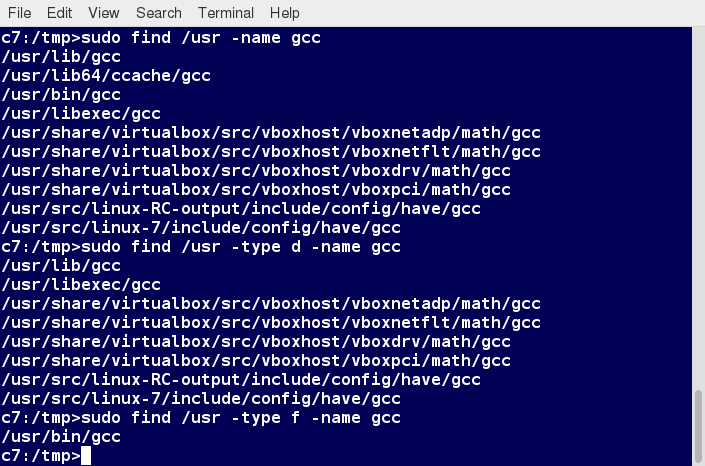 File Edit View Search Terminal Help
c7:/tmp>sudo find /usr -name gcc
/usr/lib/gcc
/usr/lib64/ccache/gcc
/usr/bin/gcc
/usr/libexec/gcc
/usr/share/virtualbox/src/vboxhost/vboxnetadp/math/gcc
/usr/share/virtualbox/src/vboxhost/vboxnetflt/math/gcc
/usr/share/virtualbox/src/vboxhost/vboxdrv/math/gcc
/usr/share/virtualbox/src/vboxhost/vboxpci/math/gcc
/usr/src/linux-RC-output/include/config/have/gcc
/usr/src/linux-7/include/config/have/gcc
c7:/tmp>sudo find /usr -type d -name gcc
/usr/lib/gcc
/usr/libexec/gcc
/usr/share/virtualbox/src/vboxhost/vboxnetadp/math/gcc
/usr/share/virtualbox/src/vboxhost/vboxnetflt/math/gcc
/usr/share/virtualbox/src/vboxhost/vboxdrv/math/gcc
/usr/share/virtualbox/src/vboxhost/vboxpci/math/gcc
/usr/src/linux-RC-output/include/config/have/gcc
/usr/src/linux-7/include/config/have/gcc
c7:/tmp>sudo find /usr -type f -name gcc
/usr/bin/gcc
c7:/tmp>